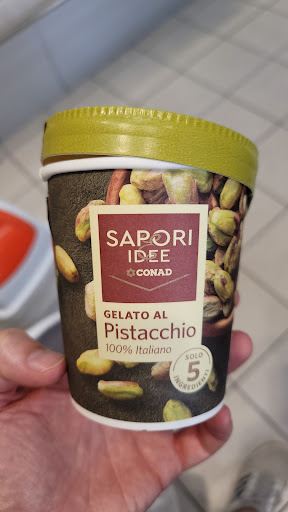 SAPORI
IDEE
CONAD
GELATO AL
Pistacchio
100% Italiano
SOLO
5
INGREDIENTI